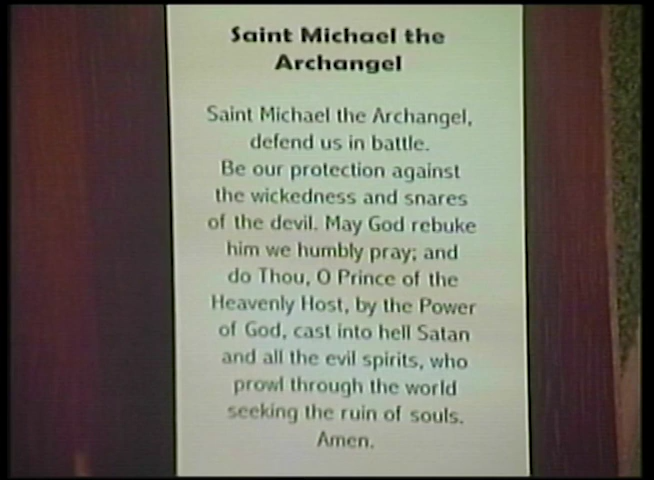 Saint Michael the
Archangel
Saint Michael the Archangel,
defend us in battle.
Be our protection against
the wickedness and snares
of the devil. May God rebuke
him we humbly pray; and
do Thou, O Prince of the
Heavenly Host, by the Power
of God, cast into hell Satan
and all the evil spirits, who
prowl through the world
seeking the ruin of souls.
Amen.